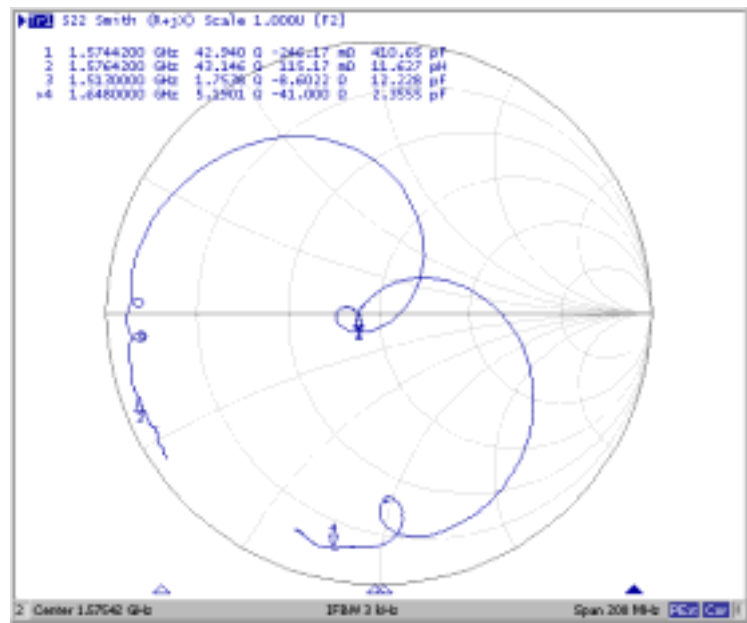 S22 Smith (R+jX) Scale 1.000U [F2]
1 1.5744200 GHz 42.940 Ω -246.17 mΩ 410.65 pF
2 1.5764200 GHz 43.146 Ω 115.17 mΩ 11.627 pH
3 1.5130000 GHz 1.7538 Ω -8.6022 Ω 12.228 pF
>4 1.6480000 GHz 5.1901 Ω -41.000 Ω 2.3555 pF
2 Center 1.57542 GHz IFBW 3 kHz Span 200 MHz Cor